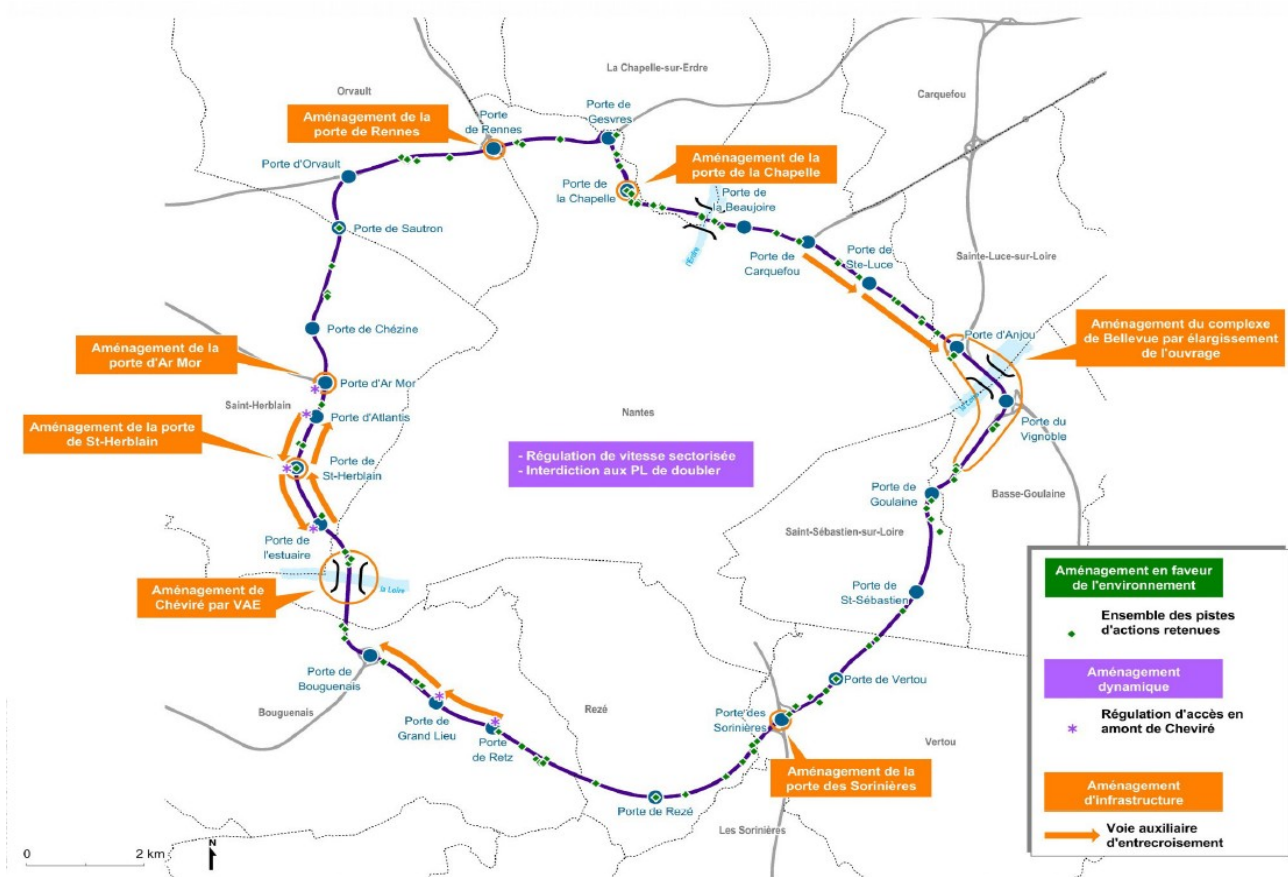 La Chapelle-sur-Erdre
Orvault
Carquefou
Aménagement de la
porte de Rennes
Porte
de Rennes
Porte de
Gesvres
Aménagement de la
porte de la Chapelle
Porte d'Orvault
Porte de
la Chapelle
Porte de
la Beaujoire
l'Erdre
Porte de Sautron
Porte de
Carquefou
Porte de
Ste-Luce
Sainte-Luce-sur-Loire
Porte de Chézine
Porte d'Anjou
Aménagement du complexe
de Bellevue par élargissement
de l'ouvrage
Aménagement de la
porte d'Ar Mor
Porte d'Ar Mor
la Loire
Saint-Herblain
Porte d'Atlantis
Nantes
Porte du
Vignoble
Aménagement de la porte
de St-Herblain
Porte de
St-Herblain
- Régulation de vitesse sectorisée
- Interdiction aux PL de doubler
Porte de
Goulaine
Basse-Goulaine
Porte de
l'estuaire
Saint-Sébastien-sur-Loire
Aménagement de
Chéviré par VAE
la Loire
Porte de
St-Sébastien
Porte de
Bouguenais
Porte de Vertou
Bouguenais
Porte de
Grand Lieu
Porte
de Retz
Rezé
Porte des
Sorinières
Vertou
Aménagement de la
porte des Sorinières
Porte de Rezé
Les Sorinières
0 2 km
N
Aménagement en faveur
de l'environnement
Ensemble des pistes
d'actions retenues
Aménagement
dynamique
Régulation d'accès en
amont de Cheviré
Aménagement
d'infrastructure
Voie auxiliaire
d'entrecroisement